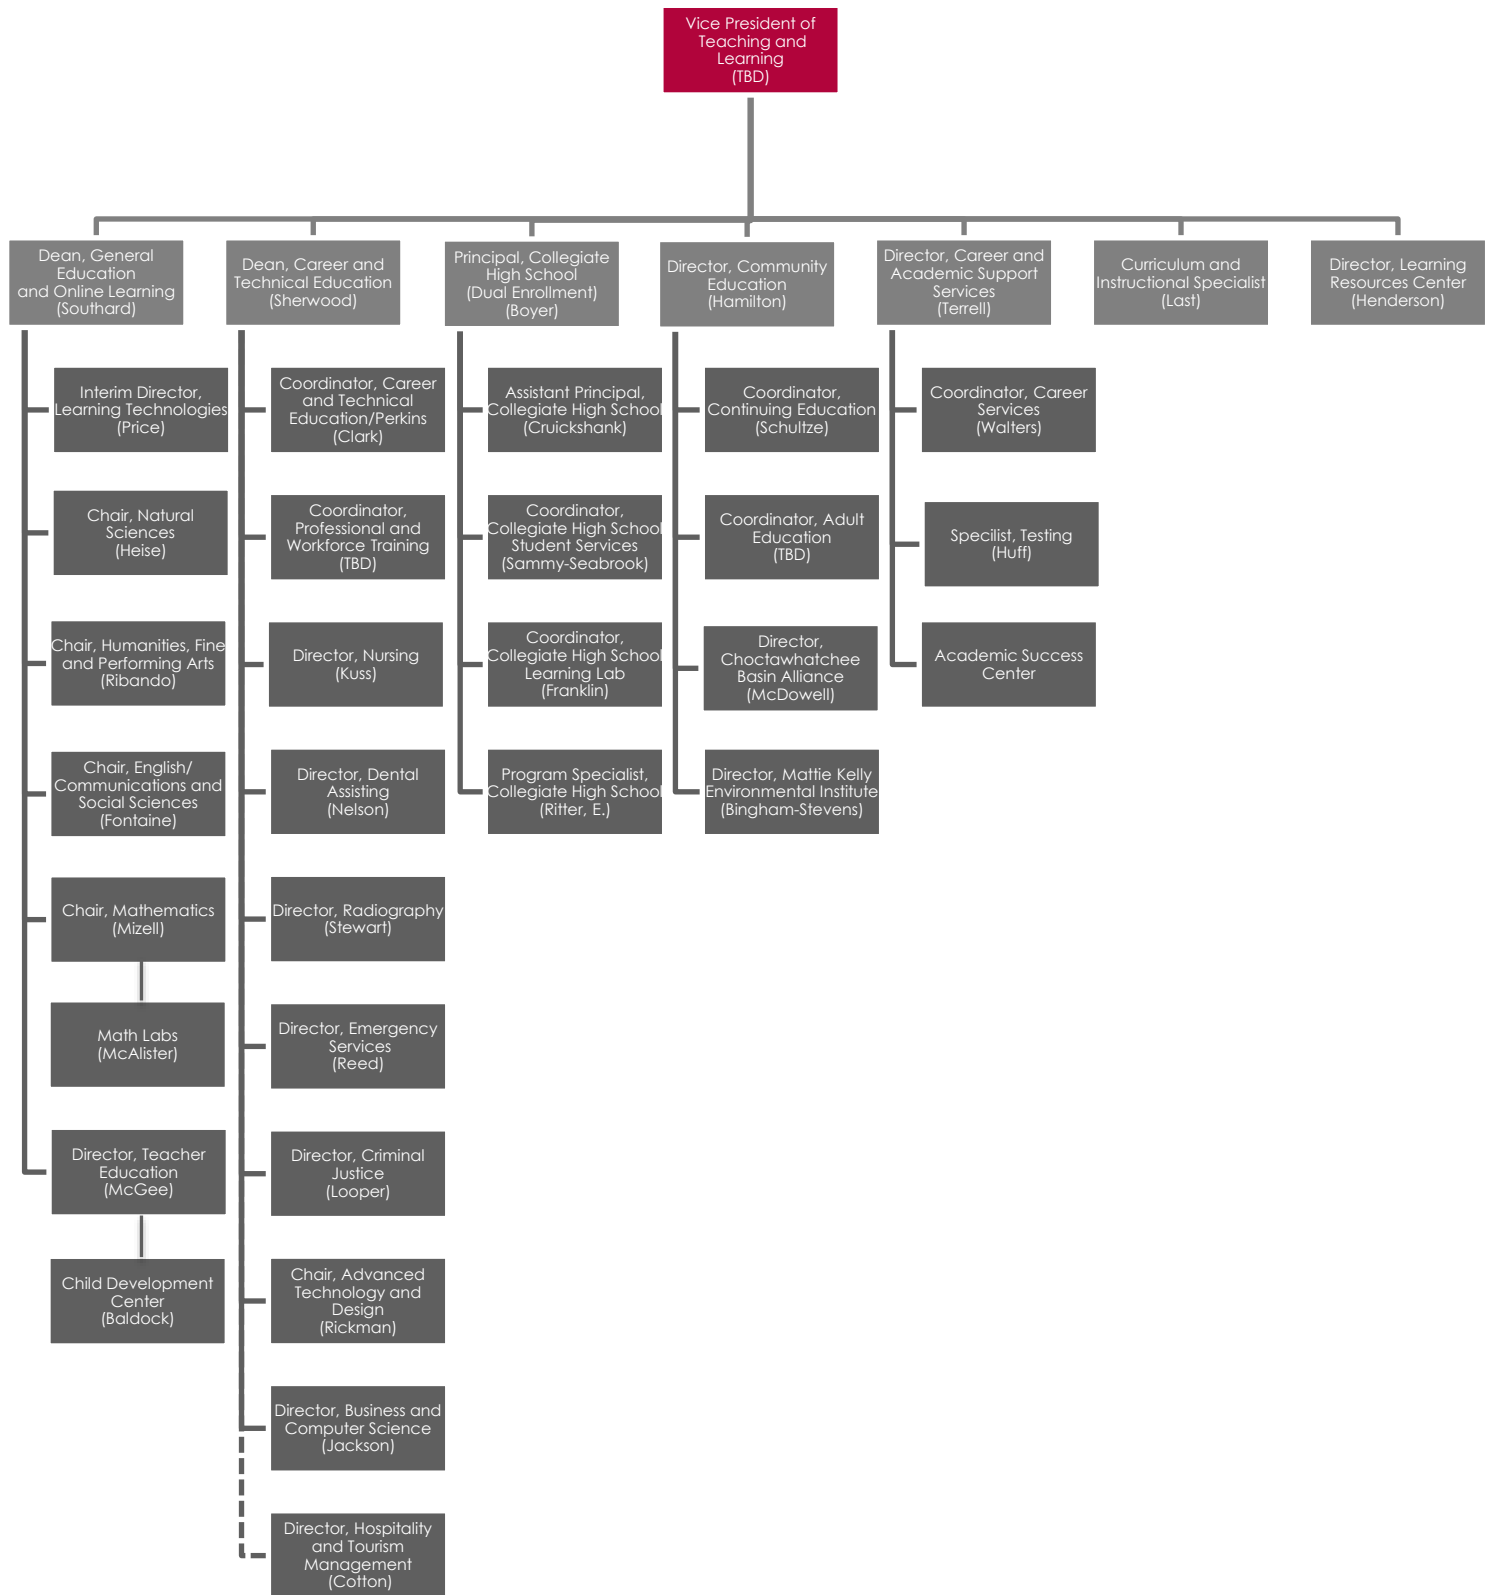 Vice President of
Teaching and
Learning
(TBD)
Dean, General
Education
and Online Learning
(Southard)
Dean, Career and
Technical Education
(Sherwood)
Principal, Collegiate
High School
(Dual Enrollment)
(Boyer)
Director, Community
Education
(Hamilton)
Director, Career and
Academic Support
Services
(Terrell)
Curriculum and
Instructional Specialist
(Last)
Director, Learning
Resources Center
(Henderson)
Interim Director,
Learning Technologies
(Price)
Chair, Natural
Sciences
(Heise)
Chair, Humanities, Fine
and Performing Arts
(Ribando)
Chair, English/
Communications and
Social Sciences
(Fontaine)
Chair, Mathematics
(Mizell)
Math Labs
(McAlister)
Director, Teacher
Education
(McGee)
Child Development
Center
(Baldock)
Coordinator, Career
and Technical
Education/Perkins
(Clark)
Coordinator,
Professional and
Workforce Training
(TBD)
Director, Nursing
(Kuss)
Director, Dental
Assisting
(Nelson)
Director, Radiography
(Stewart)
Director, Emergency
Services
(Reed)
Director, Criminal
Justice
(Looper)
Chair, Advanced
Technology and
Design
(Rickman)
Director, Business and
Computer Science
(Jackson)
Director, Hospitality
and Tourism
Management
(Cotton)
Assistant Principal,
Collegiate High School
(Cruickshank)
Coordinator,
Collegiate High School
Student Services
(Sammy-Seabrook)
Coordinator,
Collegiate High School
Learning Lab
(Franklin)
Program Specialist,
Collegiate High School
(Ritter, E.)
Coordinator,
Continuing Education
(Schultze)
Coordinator, Adult
Education
(TBD)
Director,
Choctawhatchee
Basin Alliance
(McDowell)
Director, Mattie Kelly
Environmental Institute
(Bingham-Stevens)
Coordinator, Career
Services
(Walters)
Specilist, Testing
(Huff)
Academic Success
Center